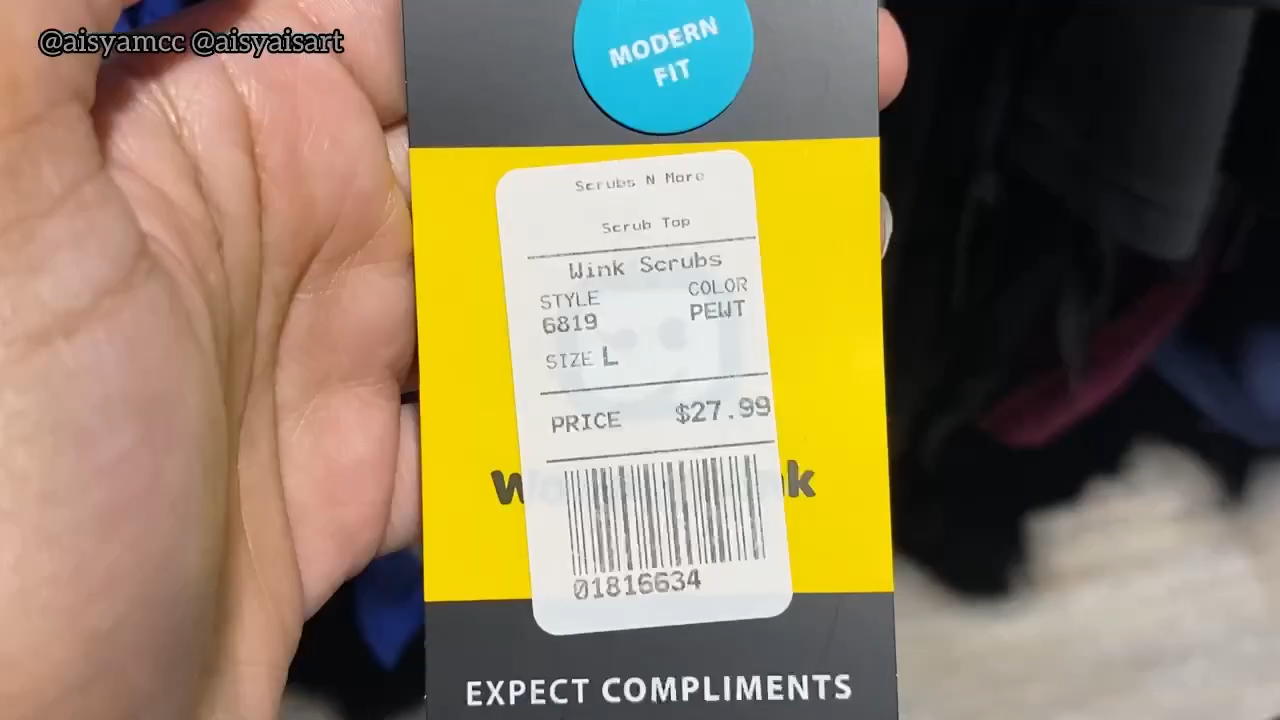 @aisyamcc @aisyaisart
MODERN
FIT
Scrubs N More
Scrub Top
Wink Scrubs
STYLE COLOR
6819 PEWT
SIZE L
PRICE $27.99
01816634
EXPECT COMPLIMENTS